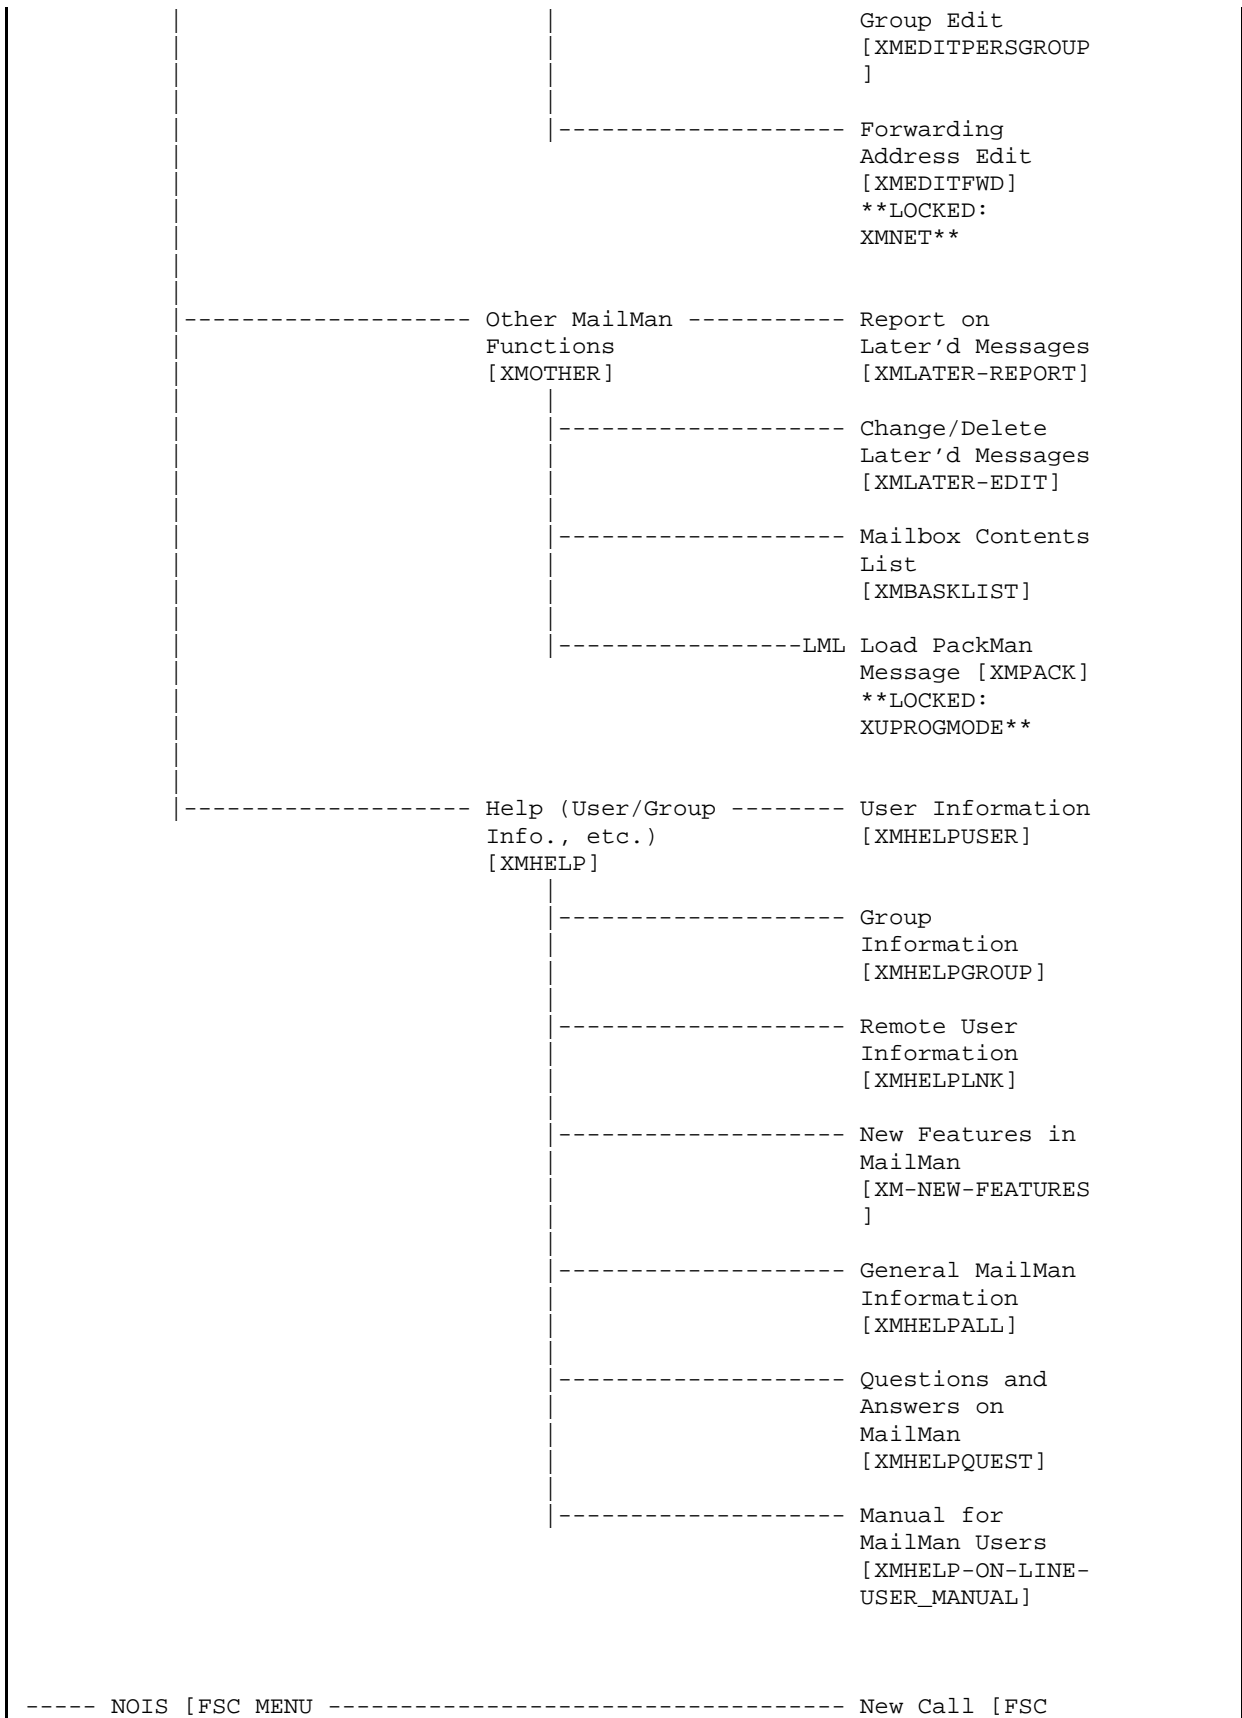 Group Edit
[XMEDITPERSGROUP
]
|-------------------- Forwarding
Address Edit
[XMEDITFWD]
**LOCKED:
XMNET**
|-------------------- Other MailMan ----------- Report on
Functions Later’d Messages
[XMOTHER] [XMLATER-REPORT]
|-------------------- Change/Delete
Later’d Messages
[XMLATER-EDIT]
|-------------------- Mailbox Contents
List
[XMBASKLIST]
|-----------------LML Load PackMan
Message [XMPACK]
**LOCKED:
XUPROGMODE**
|-------------------- Help (User/Group -------- User Information
Info., etc.) [XMHELPUSER]
[XMHELP]
|-------------------- Group
Information
[XMHELPGROUP]
|-------------------- Remote User
Information
[XMHELPLNK]
|-------------------- New Features in
MailMan
[XM-NEW-FEATURES
]
|-------------------- General MailMan
Information
[XMHELPALL]
|-------------------- Questions and
Answers on
MailMan
[XMHELPQUEST]
|-------------------- Manual for
MailMan Users
[XMHELP-ON-LINE-
USER_MANUAL]
----- NOIS [FSC MENU -------------------------------------- New Call [FSC